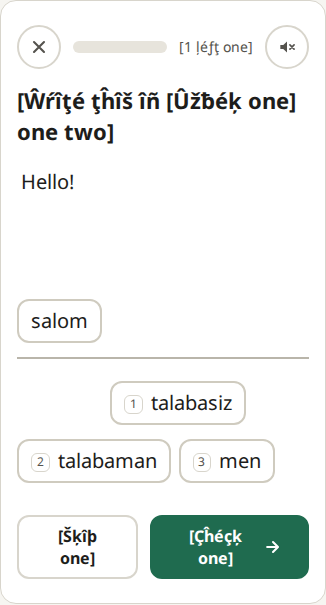 [1 ļéƒţ one]
[Ŵŕîţé ţĥîš îñ [Ûžƀéķ one]
one two]
Hello!
salom
1 talabasiz
2 talabaman
3 men
[Šķîþ
one]
[Çĥéçķ
one]